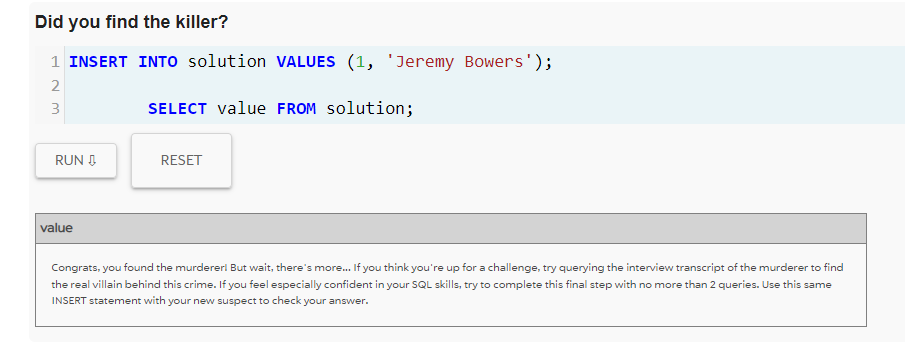 Did you find the killer?
1 INSERT INTO solution VALUES (1, 'Jeremy Bowers');
2
3 SELECT value FROM solution;
RUN ⇩ RESET
value
Congrats, you found the murderer! But wait, there's more... If you think you're up for a challenge, try querying the interview transcript of the murderer to find
the real villain behind this crime. If you feel especially confident in your SQL skills, try to complete this final step with no more than 2 queries. Use this same
INSERT statement with your new suspect to check your answer.